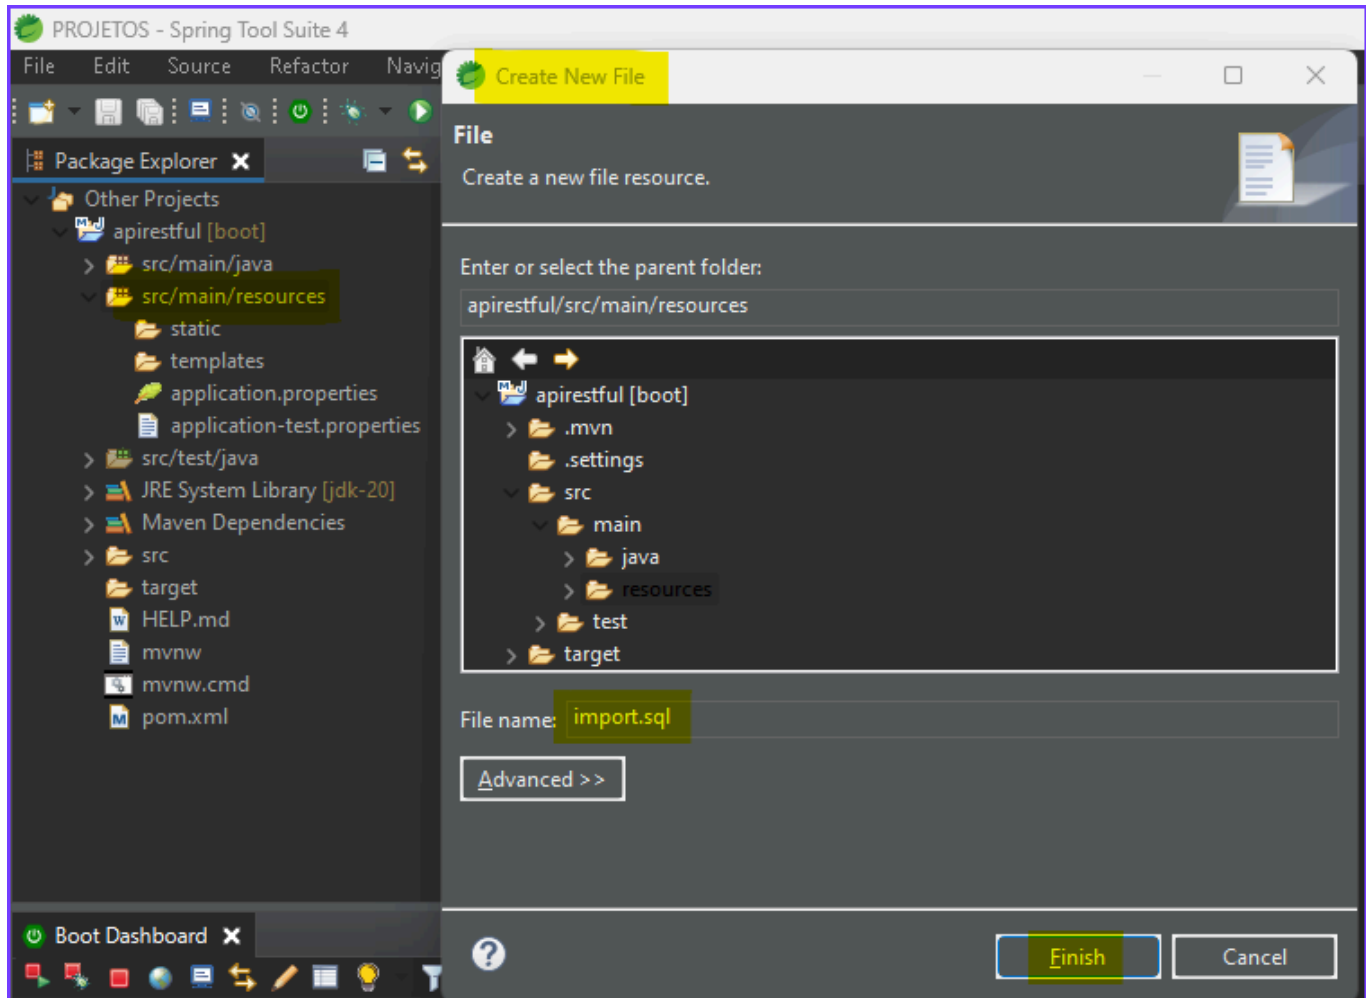 PROJETOS - Spring Tool Suite 4
File Edit Source Refactor Navig
Package Explorer
Other Projects
apirestful [boot]
src/main/java
src/main/resources
static
templates
application.properties
application-test.properties
src/test/java
JRE System Library [jdk-20]
Maven Dependencies
src
target
HELP.md
mvnw
mvnw.cmd
pom.xml
Boot Dashboard
Create New File
File
Create a new file resource.
Enter or select the parent folder:
apirestful/src/main/resources
apirestful [boot]
.mvn
.settings
src
main
java
resources
test
target
File name: import.sql
Advanced >>
Finish Cancel